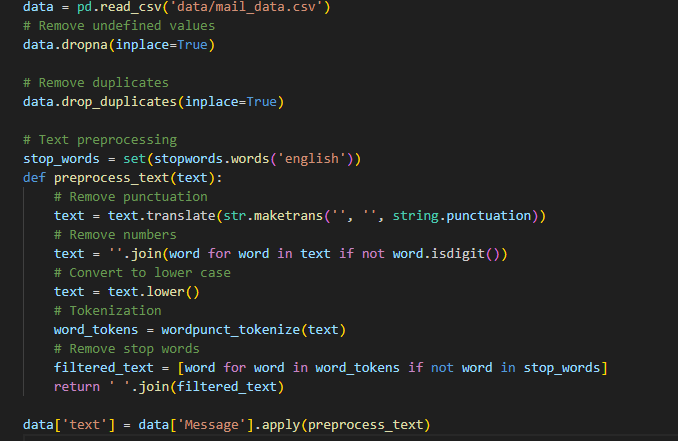 data = pd.read_csv('data/mail_data.csv')
# Remove undefined values
data.dropna(inplace=True)

# Remove duplicates
data.drop_duplicates(inplace=True)

# Text preprocessing
stop_words = set(stopwords.words('english'))
def preprocess_text(text):
    # Remove punctuation
    text = text.translate(str.maketrans('', '', string.punctuation))
    # Remove numbers
    text = ''.join(word for word in text if not word.isdigit())
    # Convert to lower case
    text = text.lower()
    # Tokenization
    word_tokens = wordpunct_tokenize(text)
    # Remove stop words
    filtered_text = [word for word in word_tokens if not word in stop_words]
    return ' '.join(filtered_text)

data['text'] = data['Message'].apply(preprocess_text)